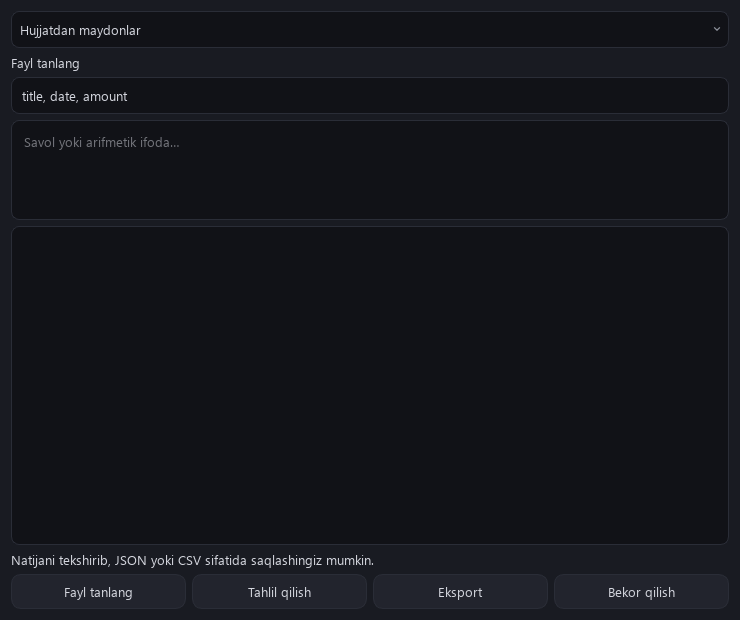 Hujjatdan maydonlar
Fayl tanlang
title, date, amount
Savol yoki arifmetik ifoda...
Natijani tekshirib, JSON yoki CSV sifatida saqlashingiz mumkin.
Fayl tanlang Tahlil qilish Eksport Bekor qilish